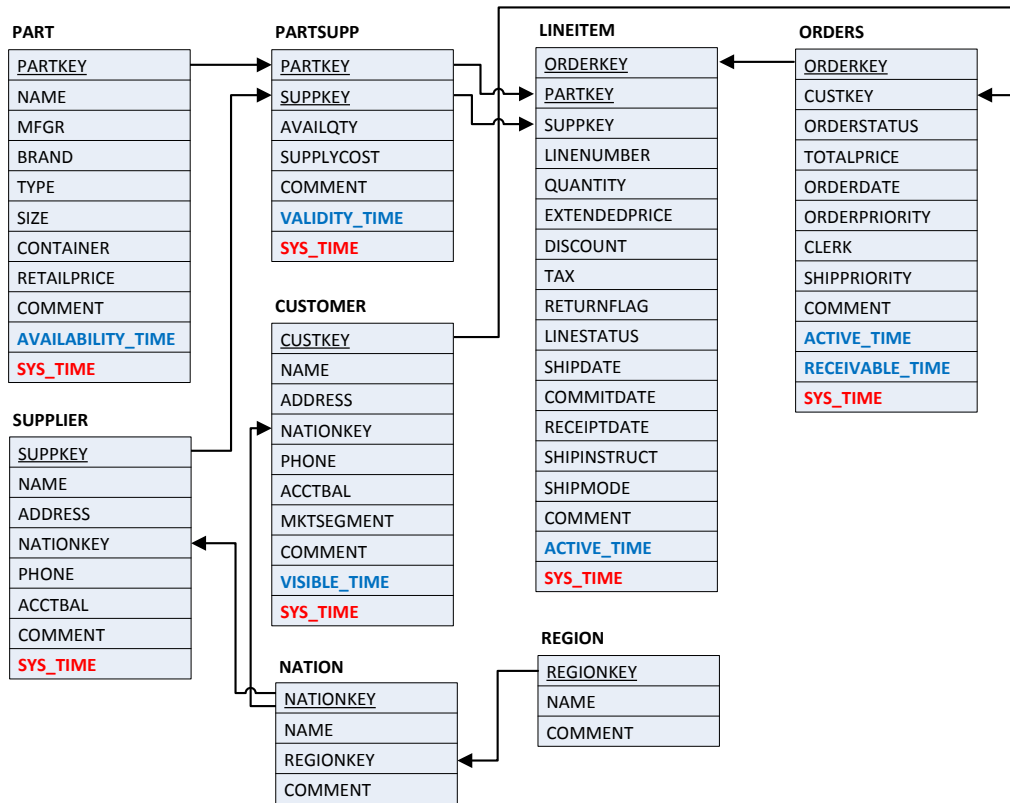 PART
PARTKEY
NAME
MFGR
BRAND
TYPE
SIZE
CONTAINER
RETAILPRICE
COMMENT
AVAILABILITY_TIME
SYS_TIME
SUPPLIER
SUPPKEY
NAME
ADDRESS
NATIONKEY
PHONE
ACCTBAL
COMMENT
SYS_TIME
PARTSUPP
PARTKEY
SUPPKEY
AVAILQTY
SUPPLYCOST
COMMENT
VALIDITY_TIME
SYS_TIME
CUSTOMER
CUSTKEY
NAME
ADDRESS
NATIONKEY
PHONE
ACCTBAL
MKTSEGMENT
COMMENT
VISIBLE_TIME
SYS_TIME
NATION
NATIONKEY
NAME
REGIONKEY
COMMENT
LINEITEM
ORDERKEY
PARTKEY
SUPPKEY
LINENUMBER
QUANTITY
EXTENDEDPRICE
DISCOUNT
TAX
RETURNFLAG
LINESTATUS
SHIPDATE
COMMITDATE
RECEIPTDATE
SHIPINSTRUCT
SHIPMODE
COMMENT
ACTIVE_TIME
SYS_TIME
REGION
REGIONKEY
NAME
COMMENT
ORDERS
ORDERKEY
CUSTKEY
ORDERSTATUS
TOTALPRICE
ORDERDATE
ORDERPRIORITY
CLERK
SHIPPRIORITY
COMMENT
ACTIVE_TIME
RECEIVABLE_TIME
SYS_TIME